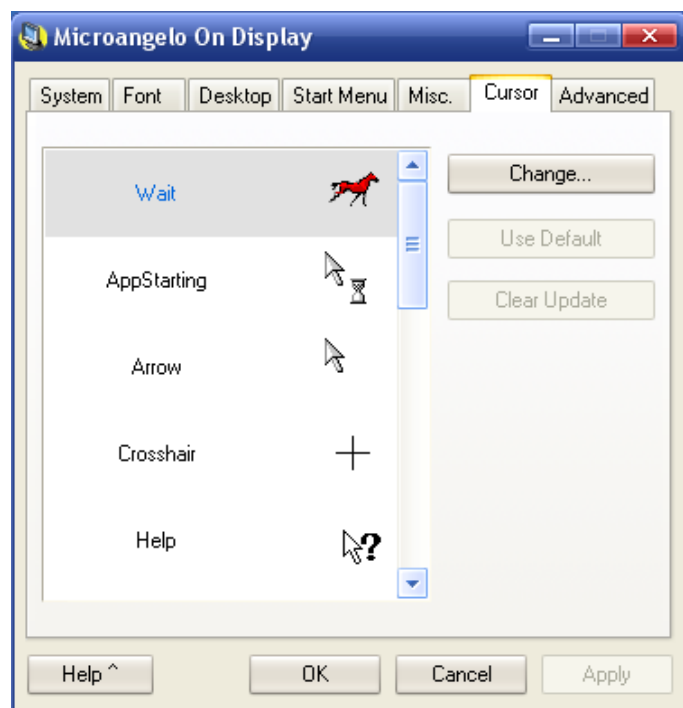 Microangelo On Display
System Font Desktop Start Menu Misc. Cursor Advanced
Wait
AppStarting
Arrow
Crosshair
Help
Change...
Use Default
Clear Update
Help ^
OK
Cancel
Apply